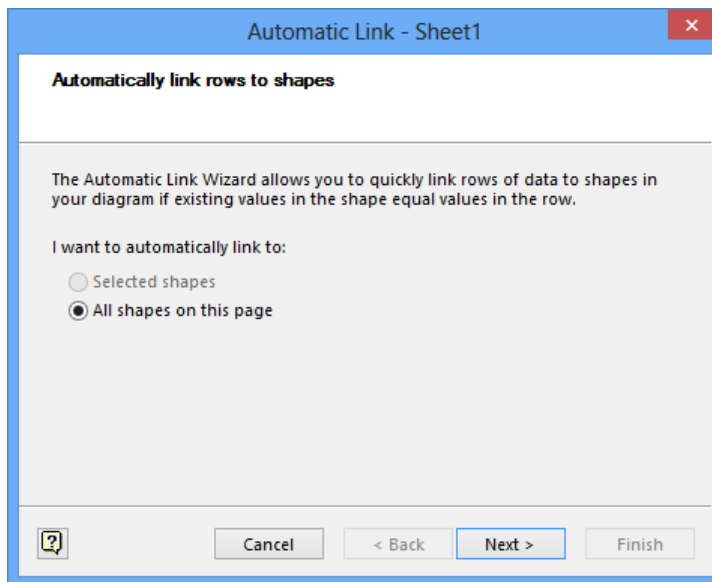 Automatic Link - Sheet1
Automatically link rows to shapes
The Automatic Link Wizard allows you to quickly link rows of data to shapes in
your diagram if existing values in the shape equal values in the row.
I want to automatically link to:
Selected shapes
All shapes on this page
Cancel
< Back
Next >
Finish